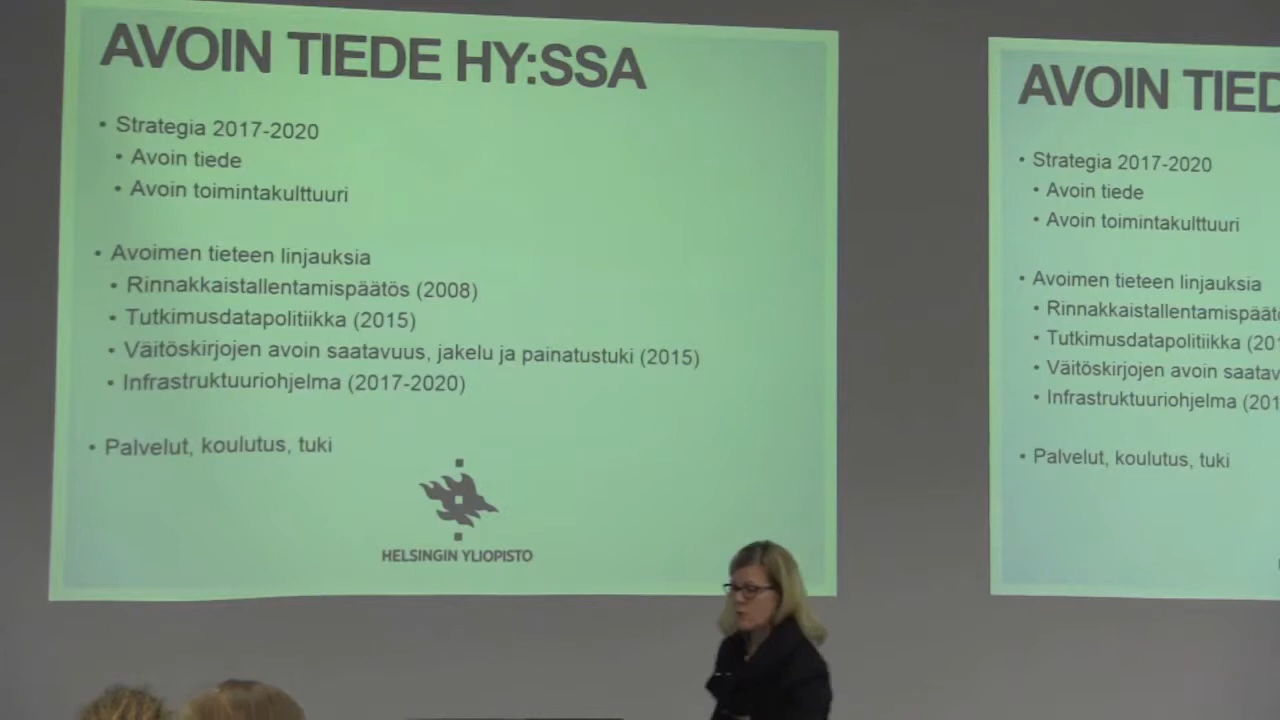 AVOIN TIEDE HY:SSA
• Strategia 2017-2020
• Avoin tiede
• Avoin toimintakulttuuri
• Avoimen tieteen linjauksia
• Rinnakkaistallentamispäätös (2008)
• Tutkimusdatapolitiikka (2015)
• Väitöskirjojen avoin saatavuus, jakelu ja painatustuki (2015)
• Infrastruktuuriohjelma (2017-2020)
• Palvelut, koulutus, tuki
HELSINGIN YLIOPISTO
AVOIN TIED
• Strategia 2017-2020
• Avoin tiede
• Avoin toimintakulttuuri
• Avoimen tieteen linjauksia
• Rinnakkaistallentamispäätö
• Tutkimusdatapolitiikka (201
• Väitöskirjojen avoin saatav
• Infrastruktuuriohjelma (201
• Palvelut, koulutus, tuki